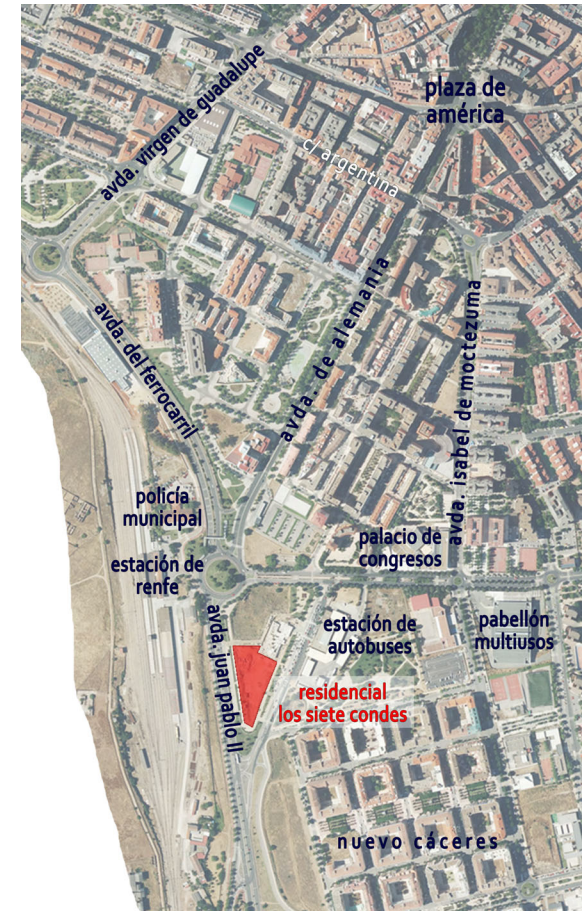 avda. virgen de guadalupe
plaza de
américa
c/ argentina
avda. de alemania
avda. del ferrocarril
avda. isabel de moctezuma
policía
municipal
palacio de
congresos
estación de
renfe
avda. juan pablo II
estación de
autobuses
pabellón
multiusos
residencial
los siete condes
nuevo cáceres